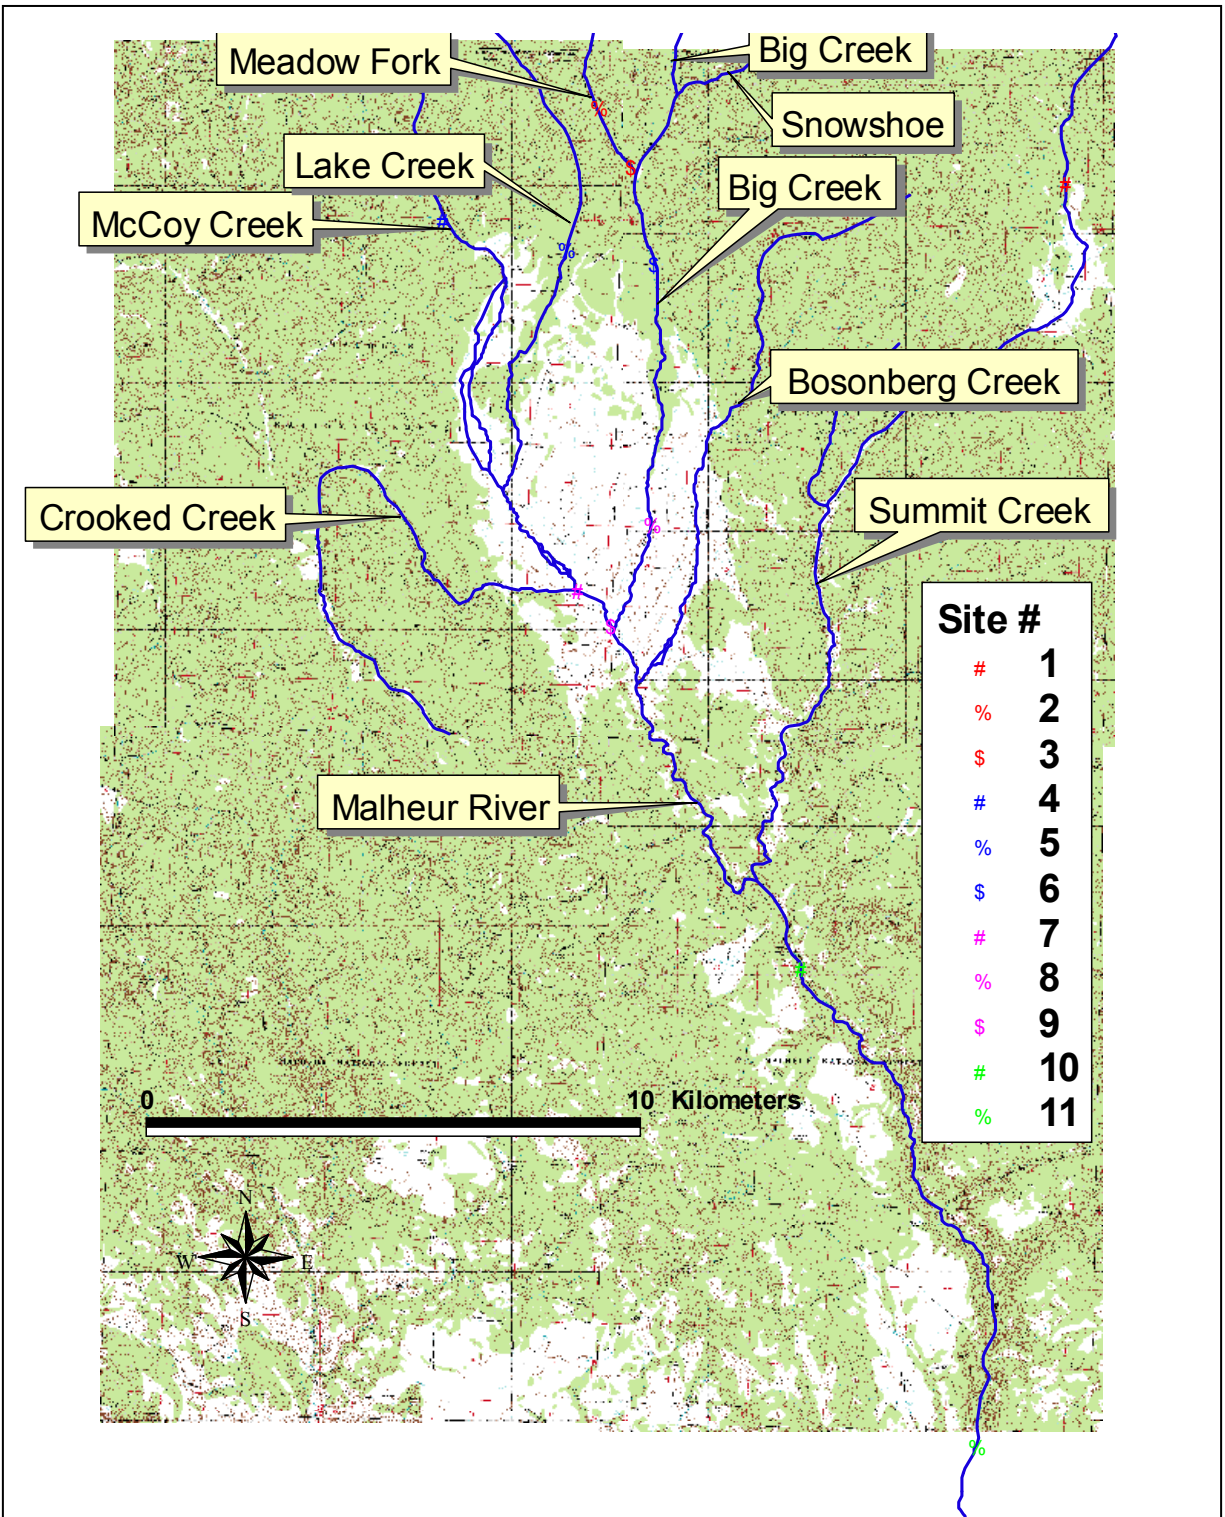 Big Creek
Meadow Fork
%
Snowshoe
Lake Creek
$
Big Creek
#
McCoy Creek
#
%
$
Bosonberg Creek
Crooked Creek
%
Summit Creek
#
$
Site #
# 1
% 2
$ 3
# 4
% 5
$ 6
# 7
% 8
$ 9
# 10
% 11
Malheur River
#
0 10 Kilometers
N
W E
S
%